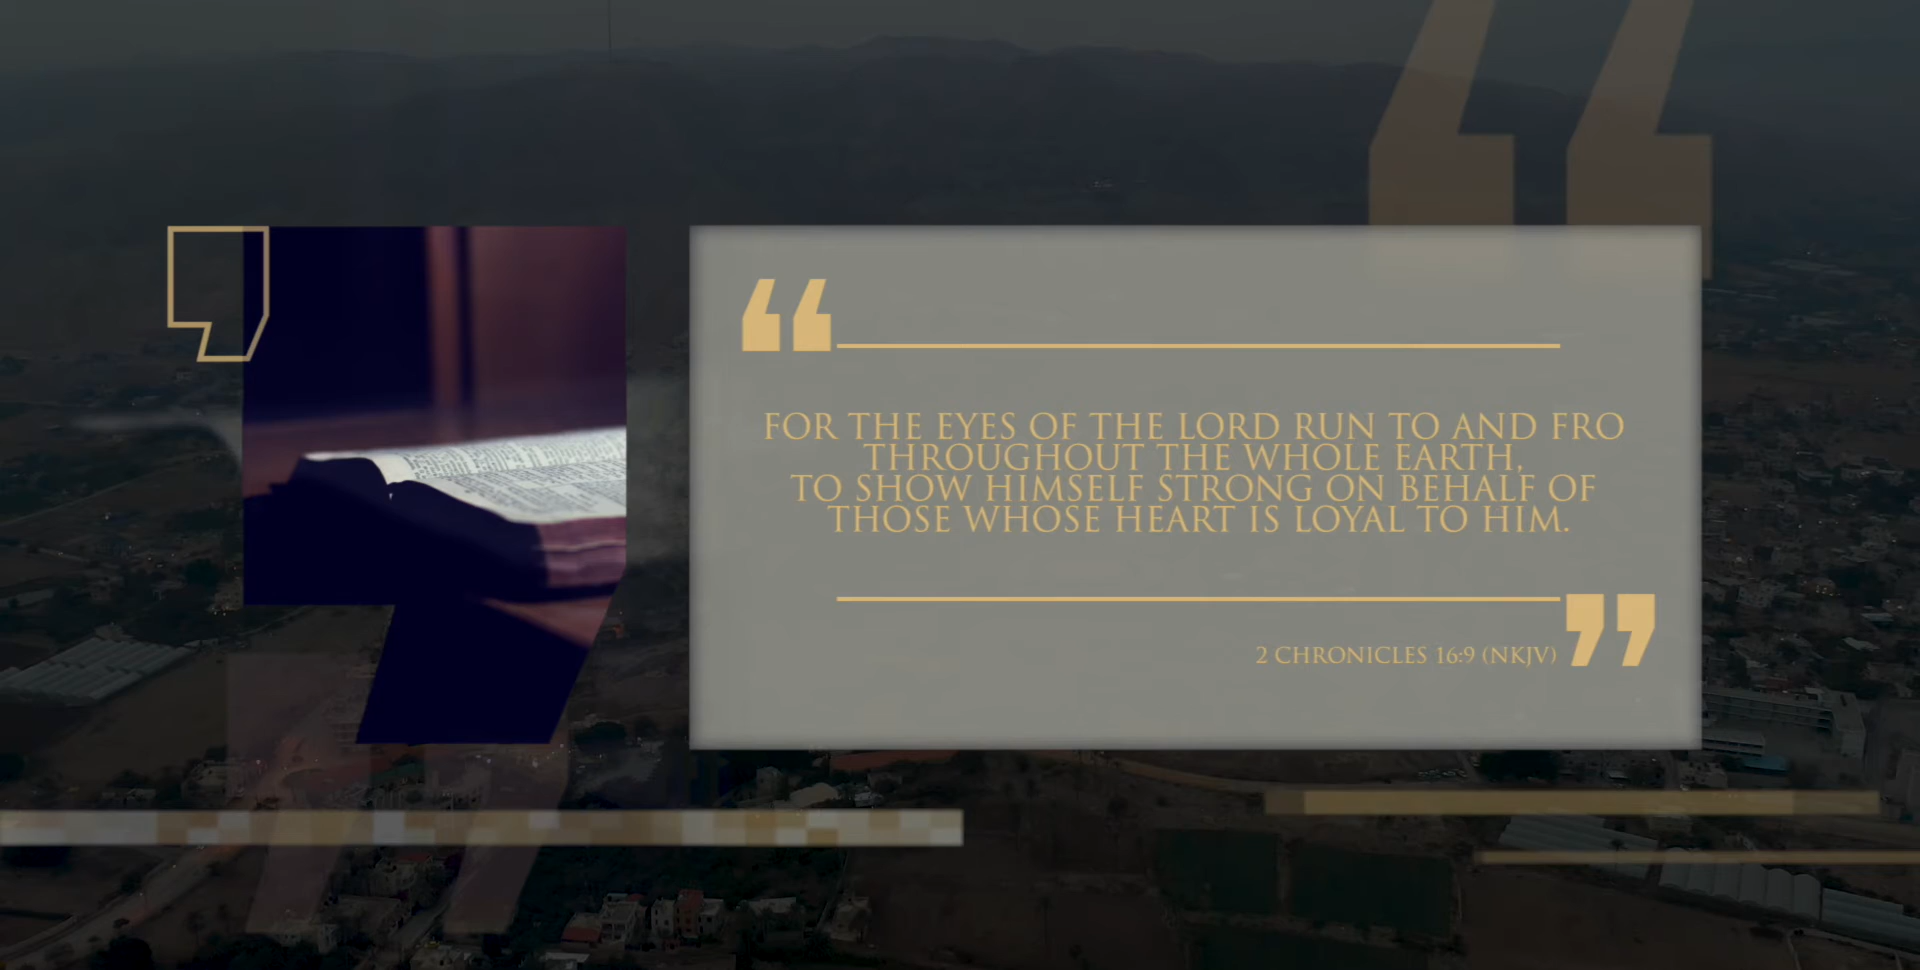 “
FOR THE EYES OF THE LORD RUN TO AND FRO
THROUGHOUT THE WHOLE EARTH,
TO SHOW HIMSELF STRONG ON BEHALF OF
THOSE WHOSE HEART IS LOYAL TO HIM.
”
2 CHRONICLES 16:9 (NKJV)